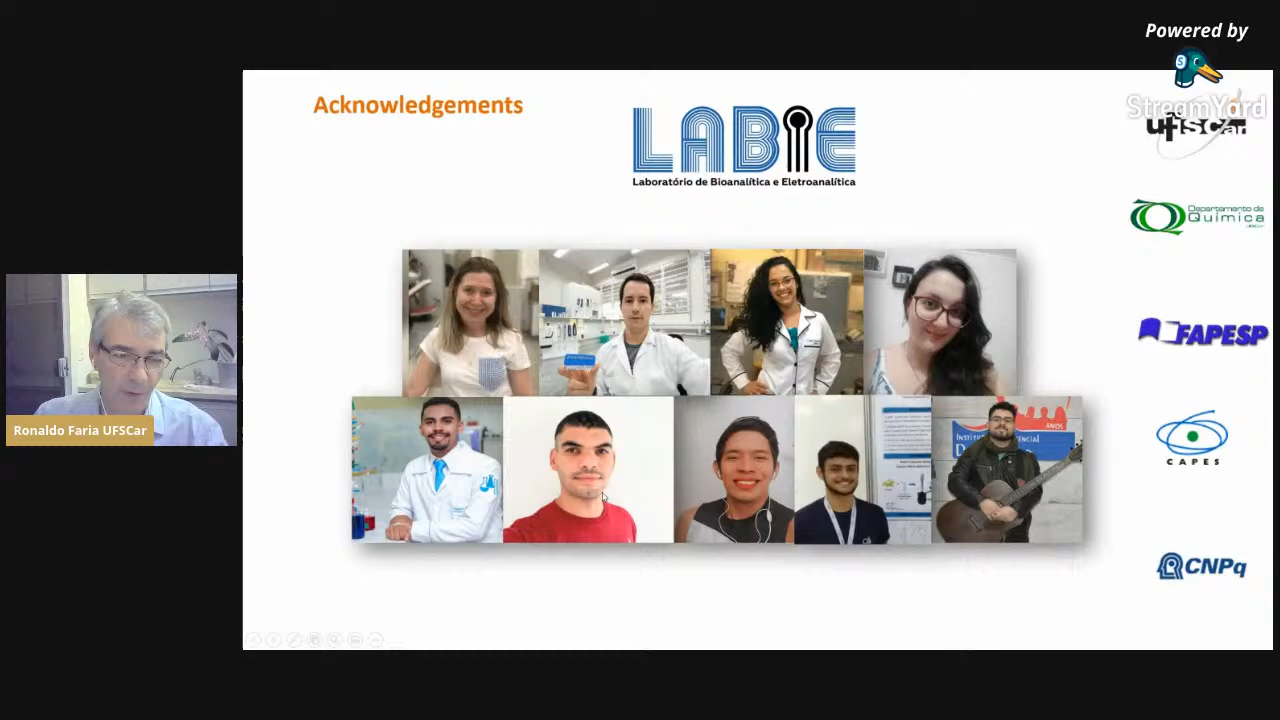 Powered by
StreamYard
Acknowledgements
LABIE
Laboratório de Bioanalítica e Eletroanalítica
ufscar
Departamento de
Química
FAPESP
ANOS
CAPES
CNPq
Ronaldo Faria UFSCar